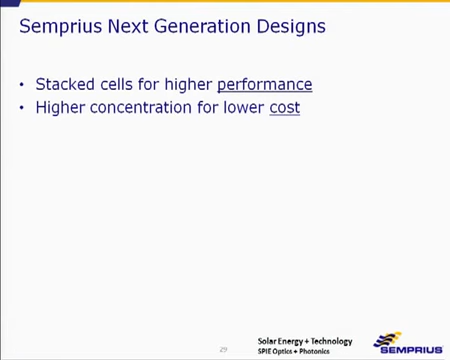 Semprius Next Generation Designs
• Stacked cells for higher performance
• Higher concentration for lower cost
29
Solar Energy + Technology
SPIE Optics + Photonics
SEMPRIUS